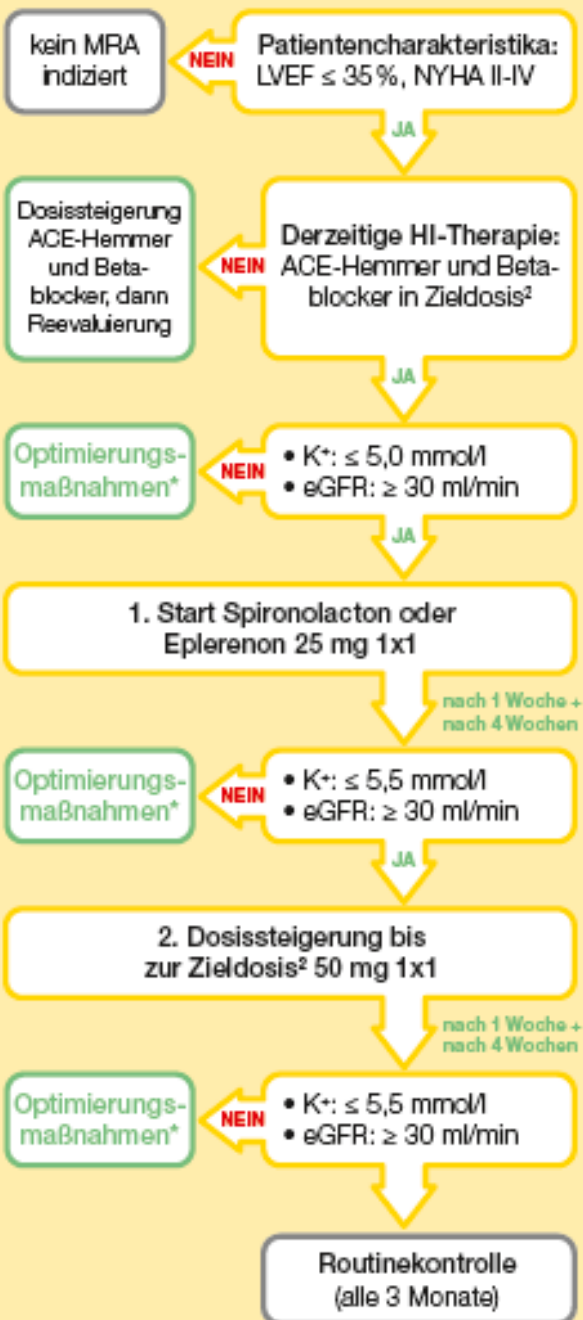 kein MRA
indiziert
NEIN
Patientencharakteristika:
LVEF ≤ 35 %, NYHA II-IV
JA
Dosissteigerung
ACE-Hemmer
und Beta-
blocker, dann
Reevaluierung
NEIN
Derzeitige HI-Therapie:
ACE-Hemmer und Beta-
blocker in Zieldosis²
JA
Optimierungs-
maßnahmen*
NEIN
• K⁺: ≤ 5,0 mmol/l
• eGFR: ≥ 30 ml/min
JA
1. Start Spironolacton oder
Eplerenon 25 mg 1x1
nach 1 Woche +
nach 4 Wochen
Optimierungs-
maßnahmen*
NEIN
• K⁺: ≤ 5,5 mmol/l
• eGFR: ≥ 30 ml/min
JA
2. Dosissteigerung bis
zur Zieldosis² 50 mg 1x1
nach 1 Woche +
nach 4 Wochen
Optimierungs-
maßnahmen*
NEIN
• K⁺: ≤ 5,5 mmol/l
• eGFR: ≥ 30 ml/min
Routinekontrolle
(alle 3 Monate)